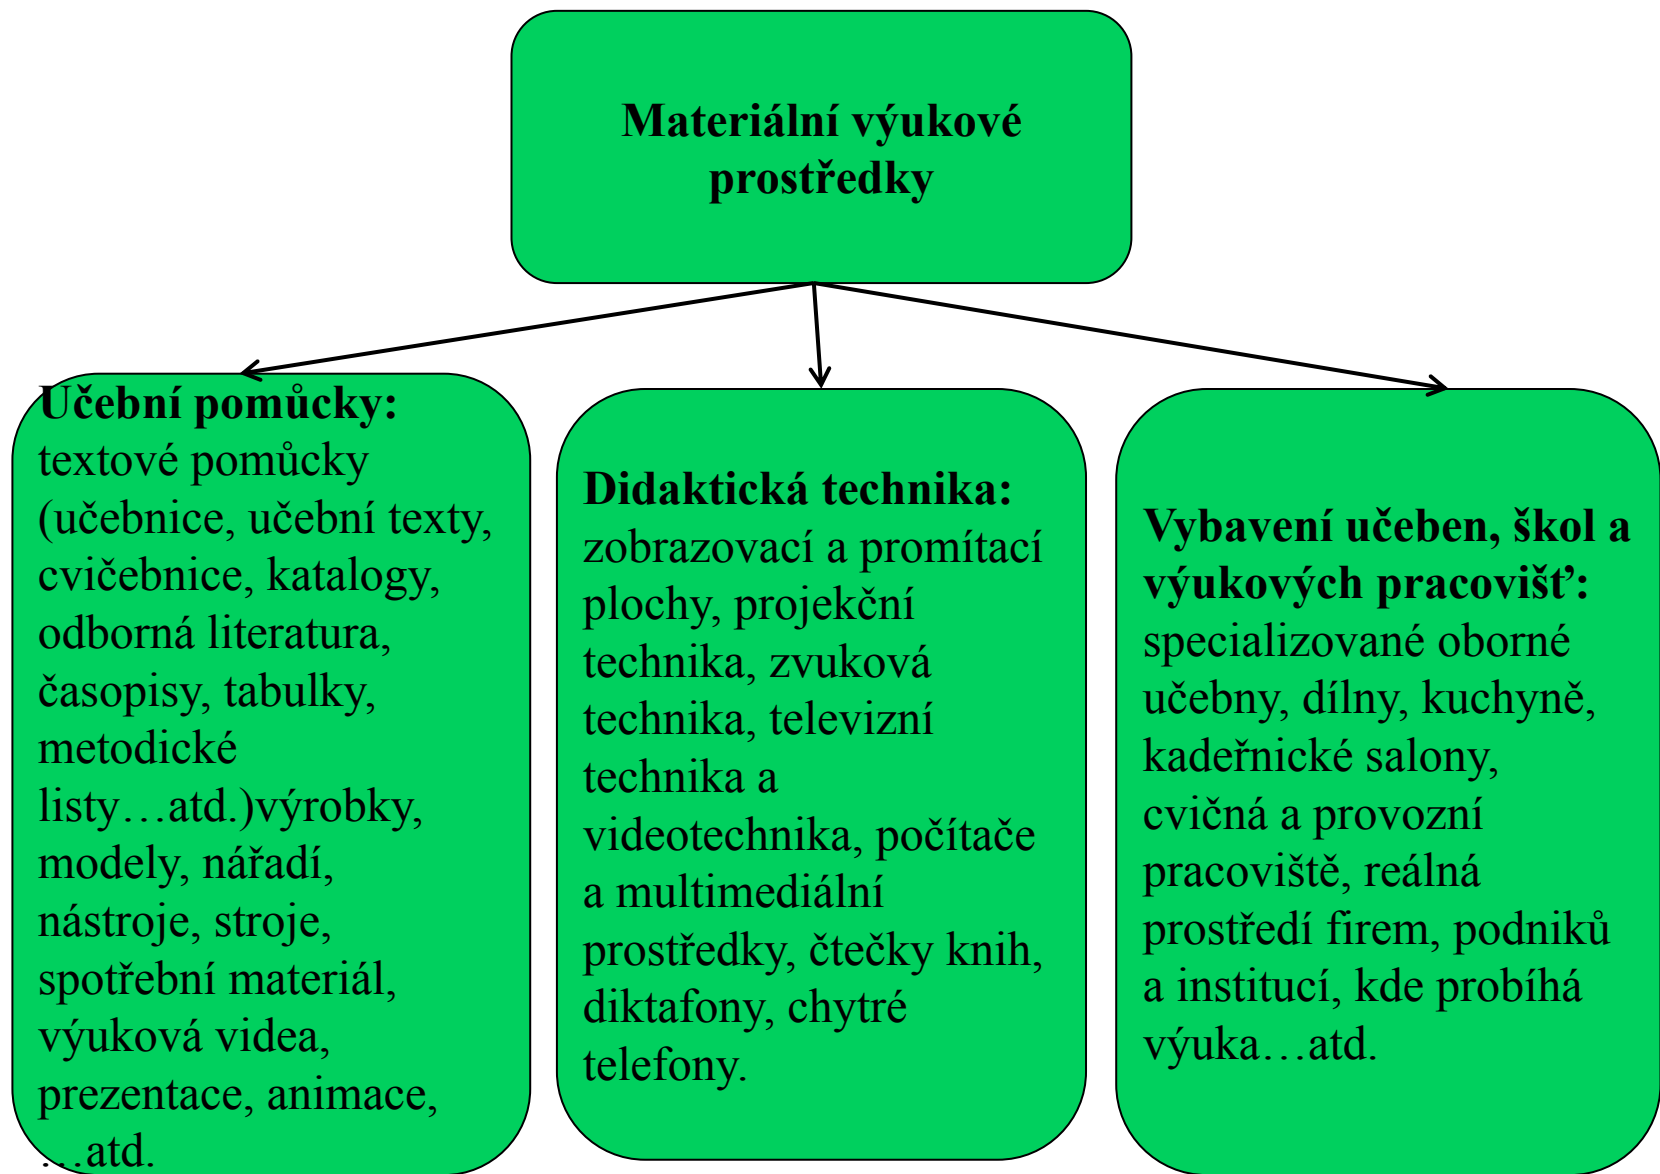 Materiální výukové
prostředky
Učební pomůcky:
textové pomůcky
(učebnice, učební texty,
cvičebnice, katalogy,
odborná literatura,
časopisy, tabulky,
metodické
listy…atd.)výrobky,
modely, nářadí,
nástroje, stroje,
spotřební materiál,
výuková videa,
prezentace, animace,
…atd.
Didaktická technika:
zobrazovací a promítací
plochy, projekční
technika, zvuková
technika, televizní
technika a
videotechnika, počítače
a multimediální
prostředky, čtečky knih,
diktafony, chytré
telefony.
Vybavení učeben, škol a
výukových pracovišť:
specializované oborné
učebny, dílny, kuchyně,
kadeřnické salony,
cvičná a provozní
pracoviště, reálná
prostředí firem, podniků
a institucí, kde probíhá
výuka…atd.